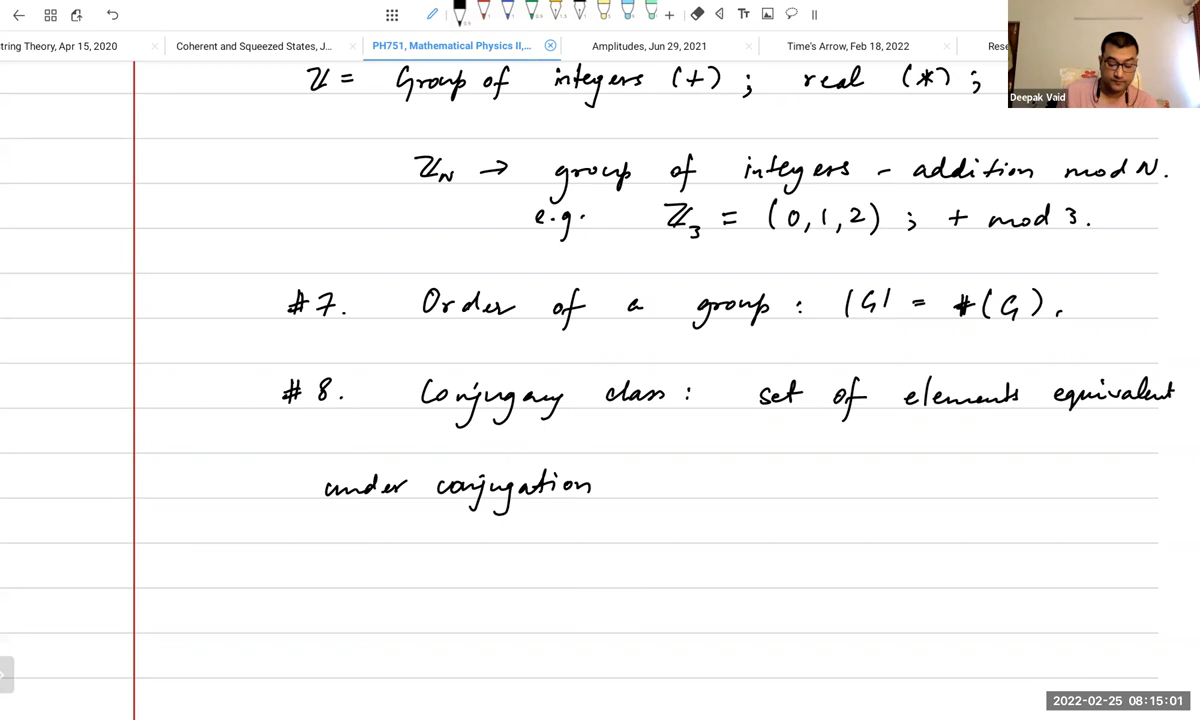 tring Theory, Apr 15, 2020 Coherent and Squeezed States, J... PH751, Mathematical Physics II,... Amplitudes, Jun 29, 2021 Time's Arrow, Feb 18, 2022 Rese
Deepak Vaid
ℤ = Group of integers (+) ; real (*) ;
ℤ_N → group of integers - addition mod N.
e.g. ℤ_3 = (0,1,2) ; + mod 3.
#7. Order of a group : |G| = #(G).
#8. Conjugacy class : set of elements equivalent
under conjugation
2022-02-25 08:15:01